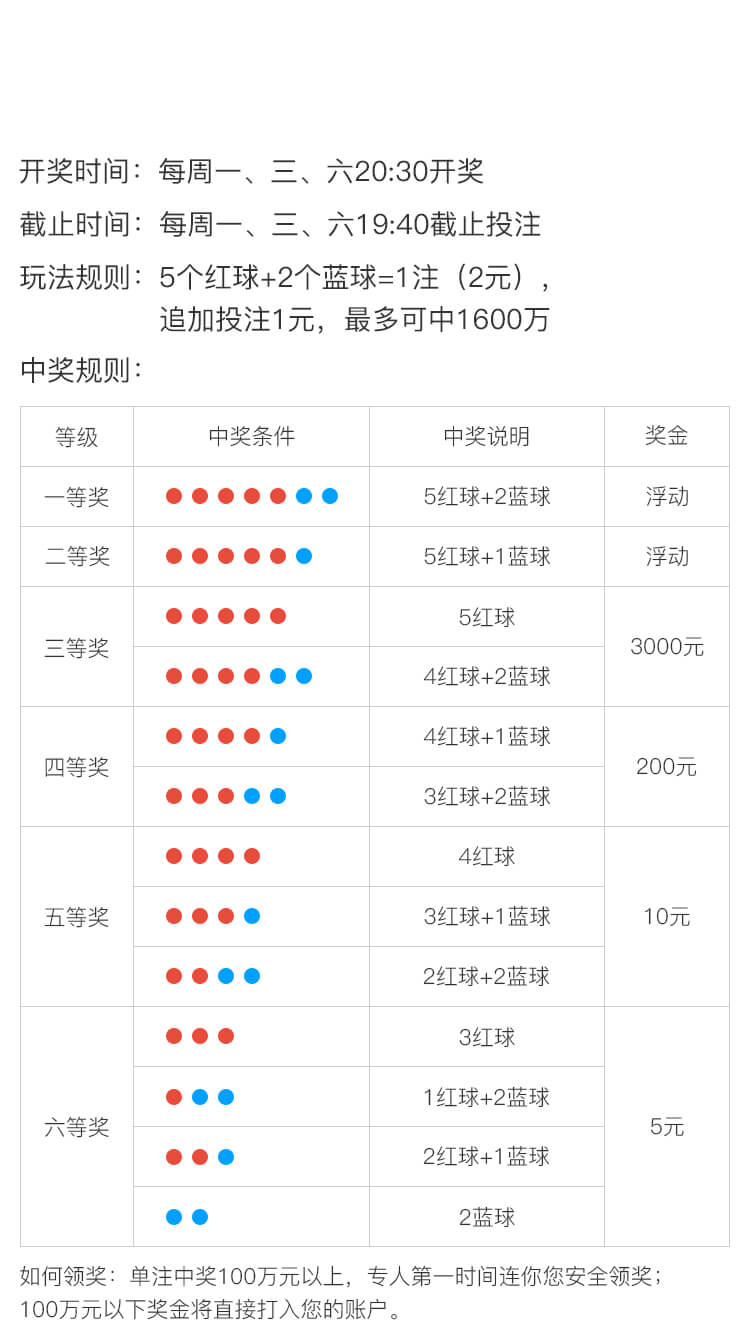 开奖时间：每周一、三、六20:30开奖
截止时间：每周一、三、六19:40截止投注
玩法规则：5个红球+2个蓝球=1注（2元），
追加投注1元，最多可中1600万
中奖规则：
等级 中奖条件 中奖说明 奖金
一等奖 5红球+2蓝球 浮动
二等奖 5红球+1蓝球 浮动
三等奖 5红球 3000元
4红球+2蓝球
四等奖 4红球+1蓝球 200元
3红球+2蓝球
4红球
五等奖 3红球+1蓝球 10元
2红球+2蓝球
3红球
1红球+2蓝球
六等奖 5元
2红球+1蓝球
2蓝球
如何领奖：单注中奖100万元以上，专人第一时间连你您安全领奖；
100万元以下奖金将直接打入您的账户。